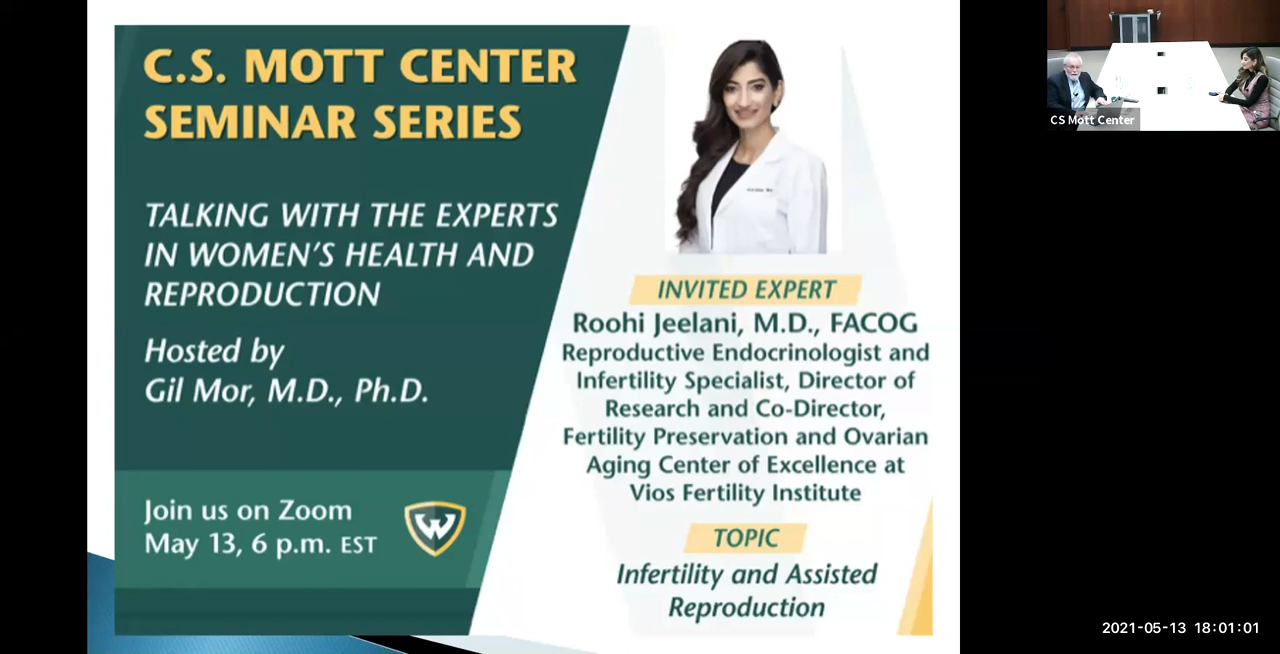 C.S. MOTT CENTER
SEMINAR SERIES
TALKING WITH THE EXPERTS
IN WOMEN'S HEALTH AND
REPRODUCTION
Hosted by
Gil Mor, M.D., Ph.D.
Join us on Zoom
May 13, 6 p.m. EST
W
INVITED EXPERT
Roohi Jeelani, M.D., FACOG
Reproductive Endocrinologist and
Infertility Specialist, Director of
Research and Co-Director,
Fertility Preservation and Ovarian
Aging Center of Excellence at
Vios Fertility Institute
TOPIC
Infertility and Assisted
Reproduction
CS Mott Center
2021-05-13 18:01:01